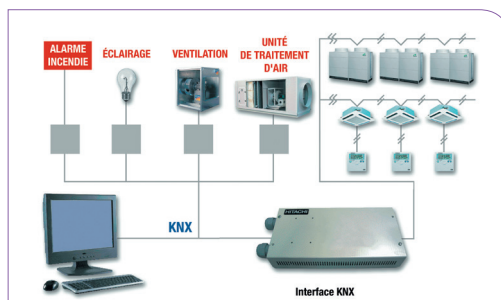 ALARME
INCENDIE
ÉCLAIRAGE
VENTILATION
UNITÉ
DE TRAITEMENT
D'AIR
KNX
HITACHI
Interface KNX